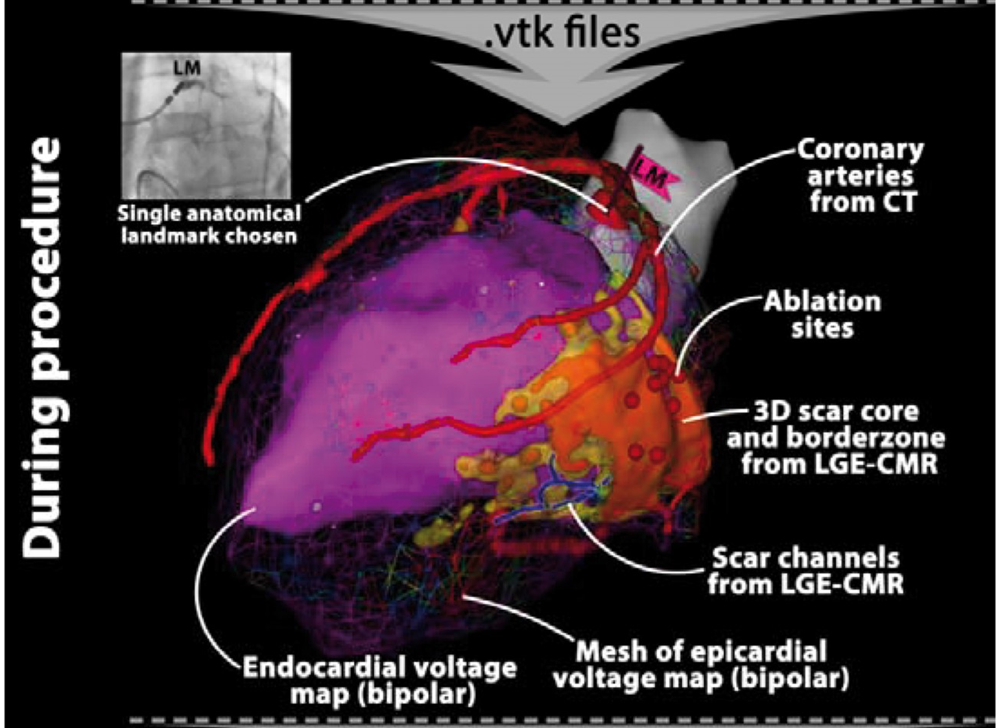 .vtk files
LM
Single anatomical
landmark chosen
During procedure
LM
Coronary
arteries
from CT
Ablation
sites
3D scar core
and borderzone
from LGE-CMR
Scar channels
from LGE-CMR
Mesh of epicardial
voltage map (bipolar)
Endocardial voltage
map (bipolar)